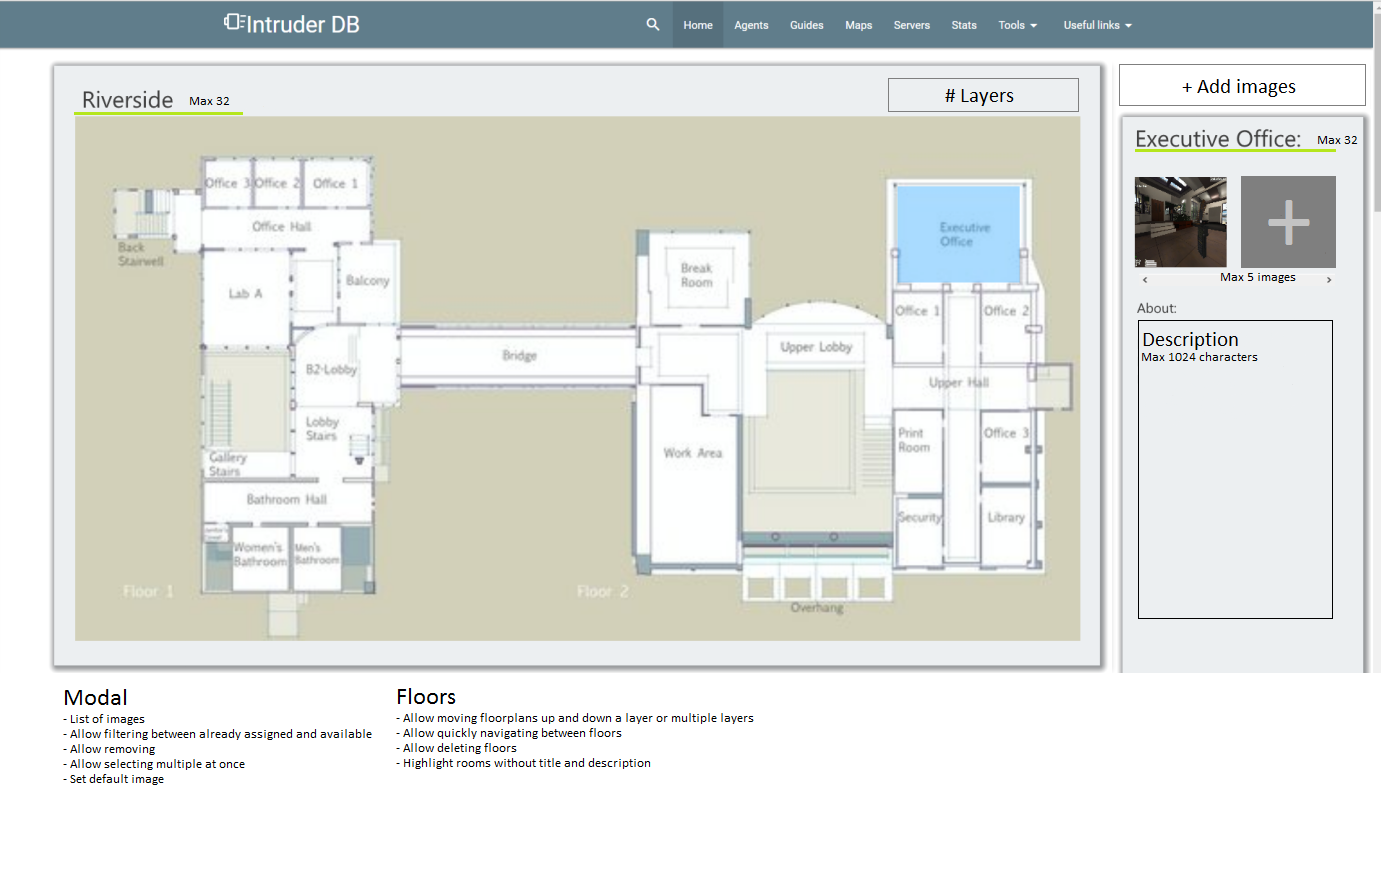 Intruder DB
Home Agents Guides Maps Servers Stats Tools Useful links
Riverside Max 32
# Layers
+ Add images
Executive Office: Max 32
Max 5 images
About:
Description
Max 1024 characters
Office 3 Office 2 Office 1
Office Hall
Back
Stairwell
Lab A
Balcony
B2-Lobby
Bridge
Lobby
Stairs
Gallery
Stairs
Bathroom Hall
Women's
Bathroom
Men's
Bathroom
Floor 1
Break
Room
Executive
Office
Office 1
Office 2
Upper Lobby
Upper Hall
Work Area
Print
Room
Office 3
Security
Library
Floor 2
Overhang
Modal
- List of images
- Allow filtering between already assigned and available
- Allow removing
- Allow selecting multiple at once
- Set default image
Floors
- Allow moving floorplans up and down a layer or multiple layers
- Allow quickly navigating between floors
- Allow deleting floors
- Highlight rooms without title and description